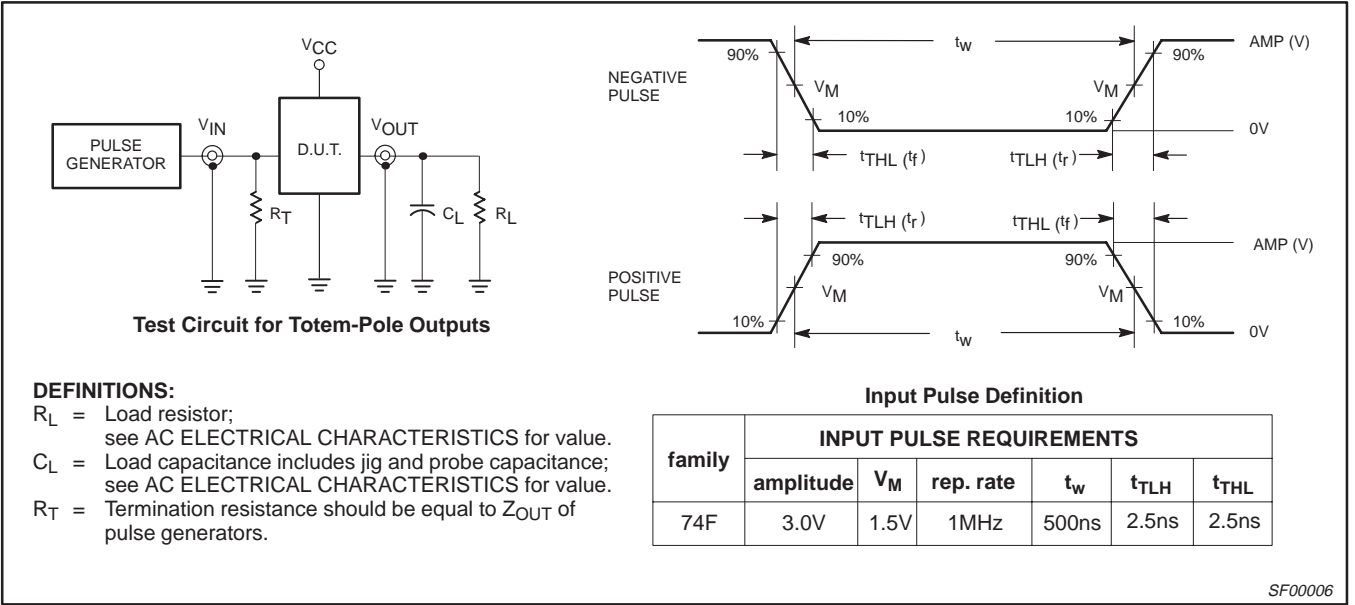 VCC
VIN
VOUT
PULSE
GENERATOR
D.U.T.
RT
CL
RL
Test Circuit for Totem-Pole Outputs
DEFINITIONS:
RL = Load resistor;
see AC ELECTRICAL CHARACTERISTICS for value.
CL = Load capacitance includes jig and probe capacitance;
see AC ELECTRICAL CHARACTERISTICS for value.
RT = Termination resistance should be equal to ZOUT of
pulse generators.
NEGATIVE
PULSE
90%
tw
90%
AMP (V)
VM
VM
10%
10%
0V
tTHL (tf)
tTLH (tr)
tTLH (tr)
tTHL (tf)
AMP (V)
POSITIVE
PULSE
90%
90%
VM
VM
10%
tw
10%
0V
Input Pulse Definition
family
INPUT PULSE REQUIREMENTS
amplitude VM rep. rate tw tTLH tTHL
74F 3.0V 1.5V 1MHz 500ns 2.5ns 2.5ns
SF00006